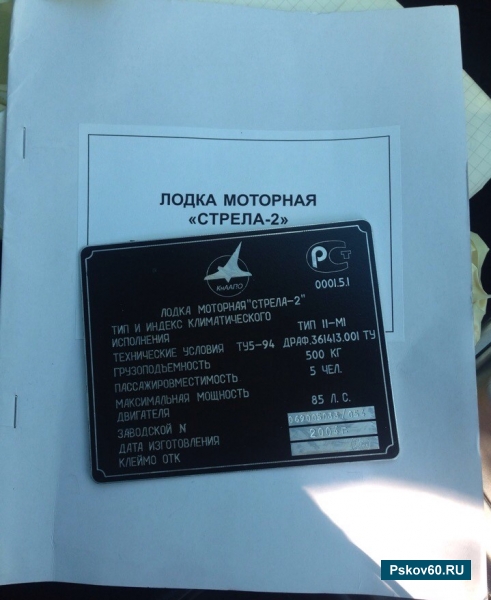 ЛОДКА МОТОРНАЯ
«СТРЕЛА-2»
КнААПО
РСТ
0001.5.1
ЛОДКА МОТОРНАЯ "СТРЕЛА-2"
ТИП И ИНДЕКС КЛИМАТИЧЕСКОГО
ИСПОЛНЕНИЯ ТИП II-М1
ТЕХНИЧЕСКИЕ УСЛОВИЯ ТУ5-94 ДРАФ.361413.001 ТУ
ГРУЗОПОДЪЕМНОСТЬ 500 КГ
ПАССАЖИРОВМЕСТИМОСТЬ 5 ЧЕЛ.
МАКСИМАЛЬНАЯ МОЩНОСТЬ
ДВИГАТЕЛЯ 85 Л.С.
ЗАВОДСКОЙ N
ДАТА ИЗГОТОВЛЕНИЯ
КЛЕЙМО ОТК
Pskov60.RU